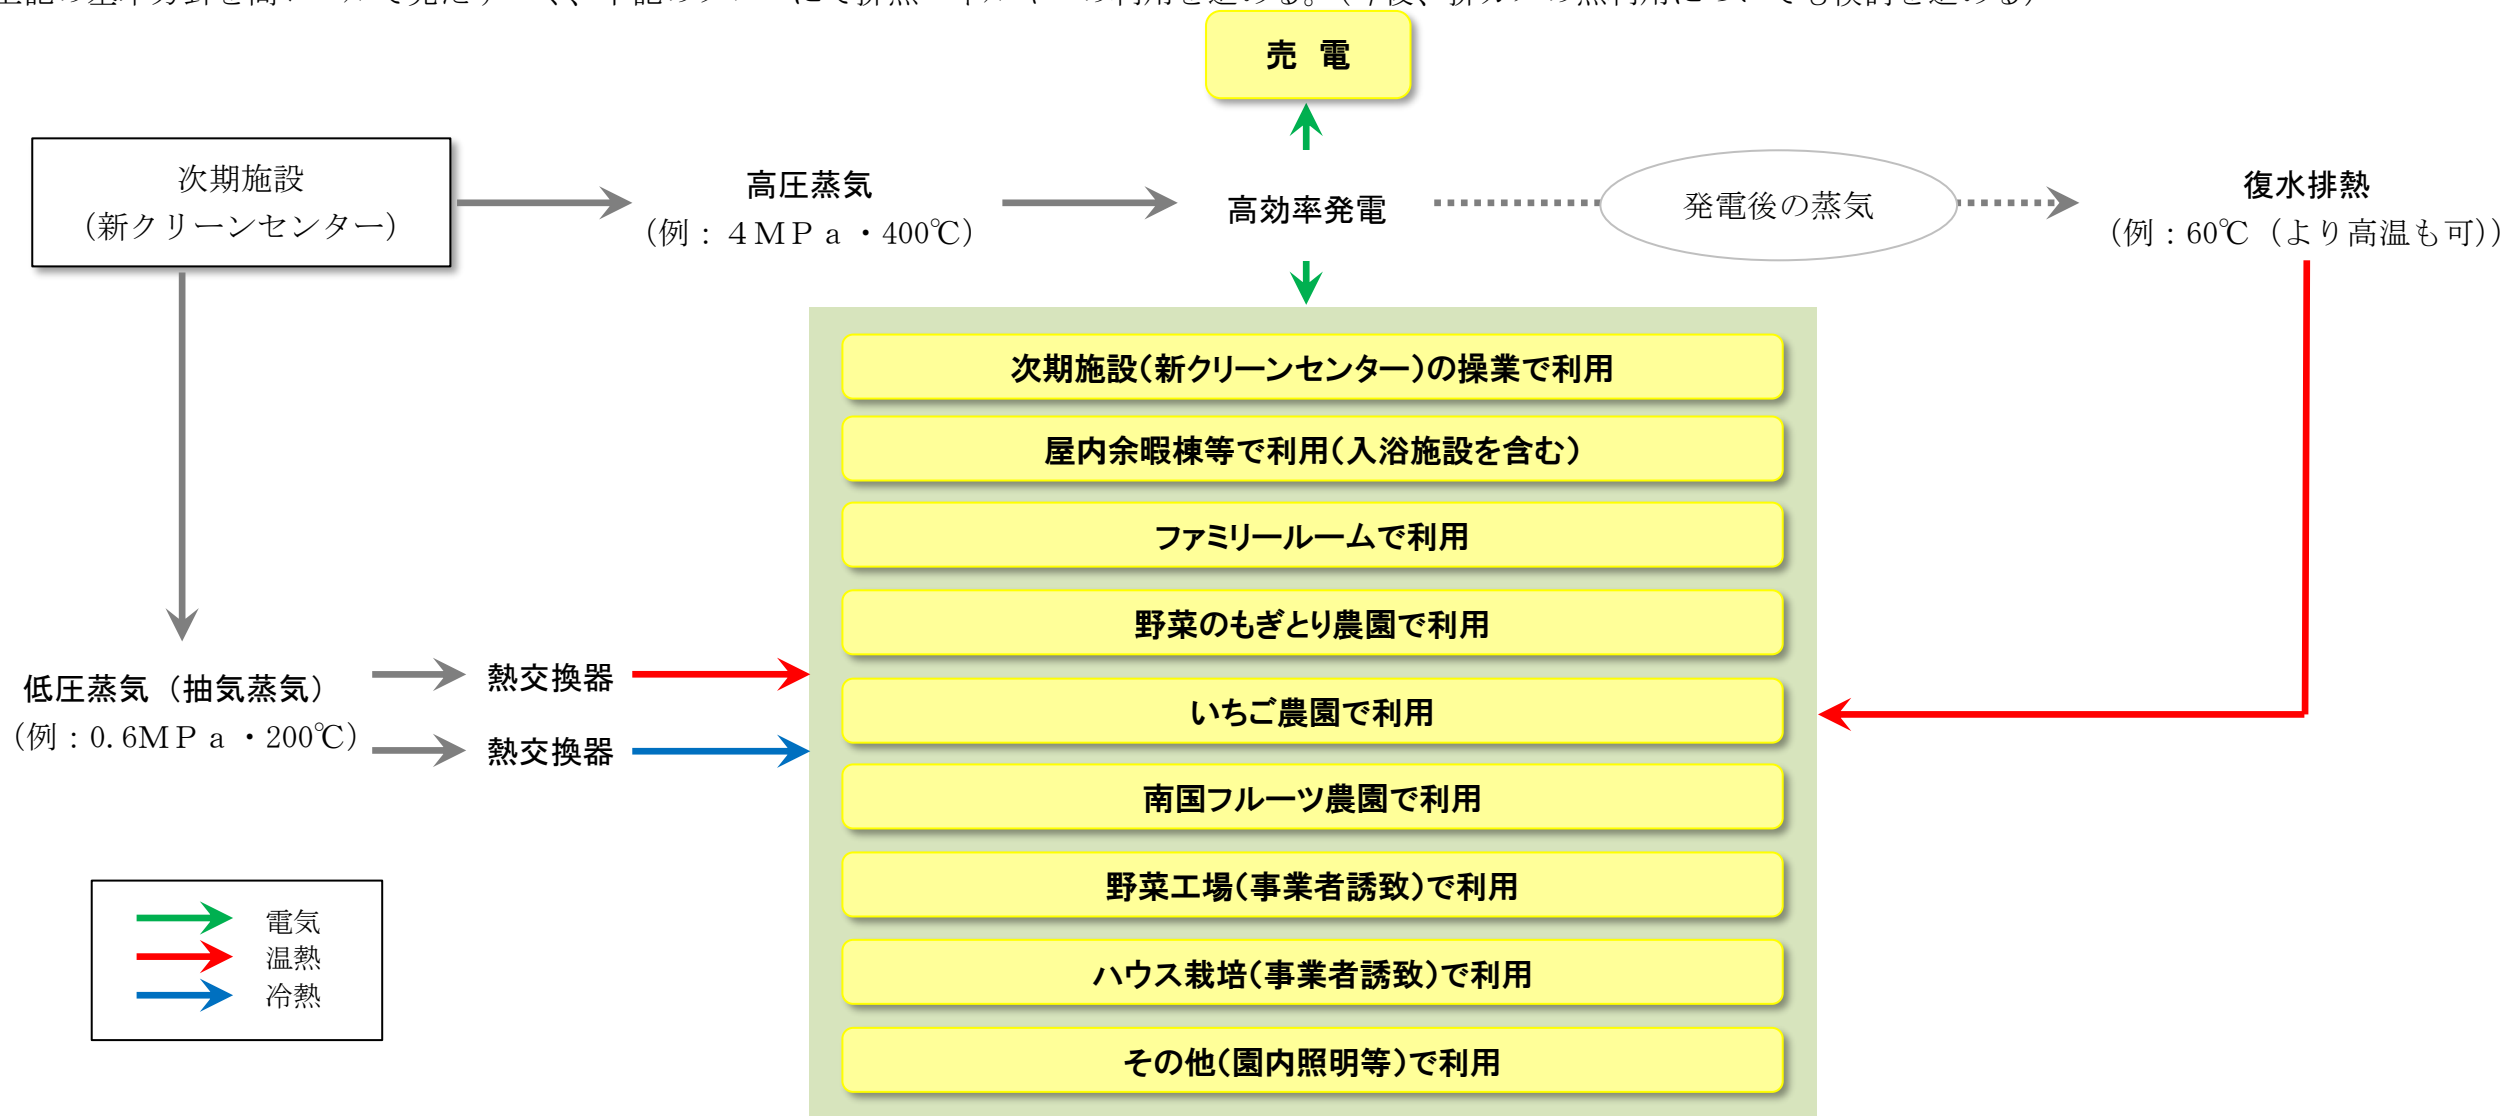 売　電
次期施設
（新クリーンセンター）
高圧蒸気
（例：４ＭＰａ・400℃）
高効率発電
発電後の蒸気
復水排熱
（例：60℃（より高温も可））
次期施設（新クリーンセンター）の操業で利用
屋内余暇棟等で利用（入浴施設を含む）
ファミリールームで利用
野菜のもぎとり農園で利用
いちご農園で利用
南国フルーツ農園で利用
野菜工場（事業者誘致）で利用
ハウス栽培（事業者誘致）で利用
その他（園内照明等）で利用
低圧蒸気（抽気蒸気）
（例：0.6ＭＰａ・200℃）
熱交換器
熱交換器
電気
温熱
冷熱